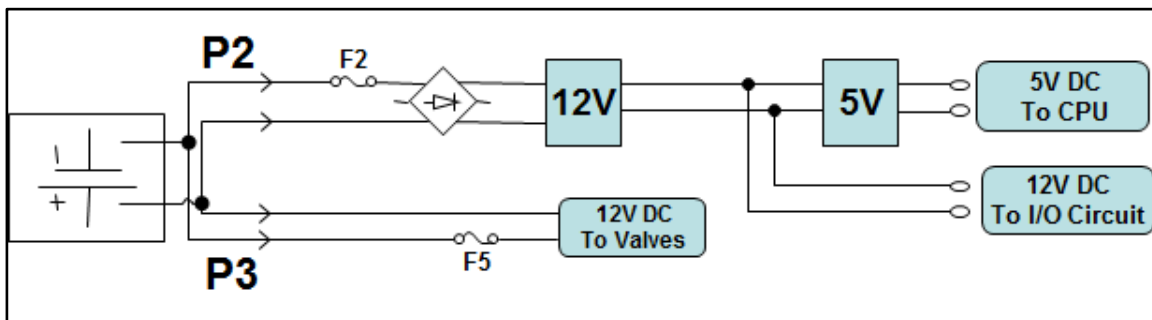 P2
F2
12V
5V
5V DC
To CPU
+
12V DC
To Valves
12V DC
To I/O Circuit
F5
P3